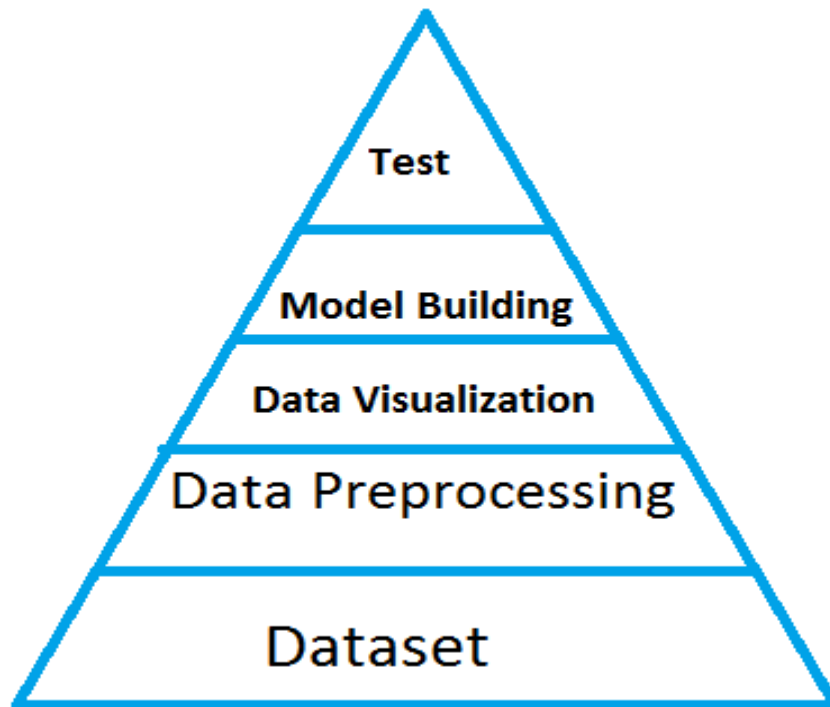 Test
Model Building
Data Visualization
Data Preprocessing
Dataset